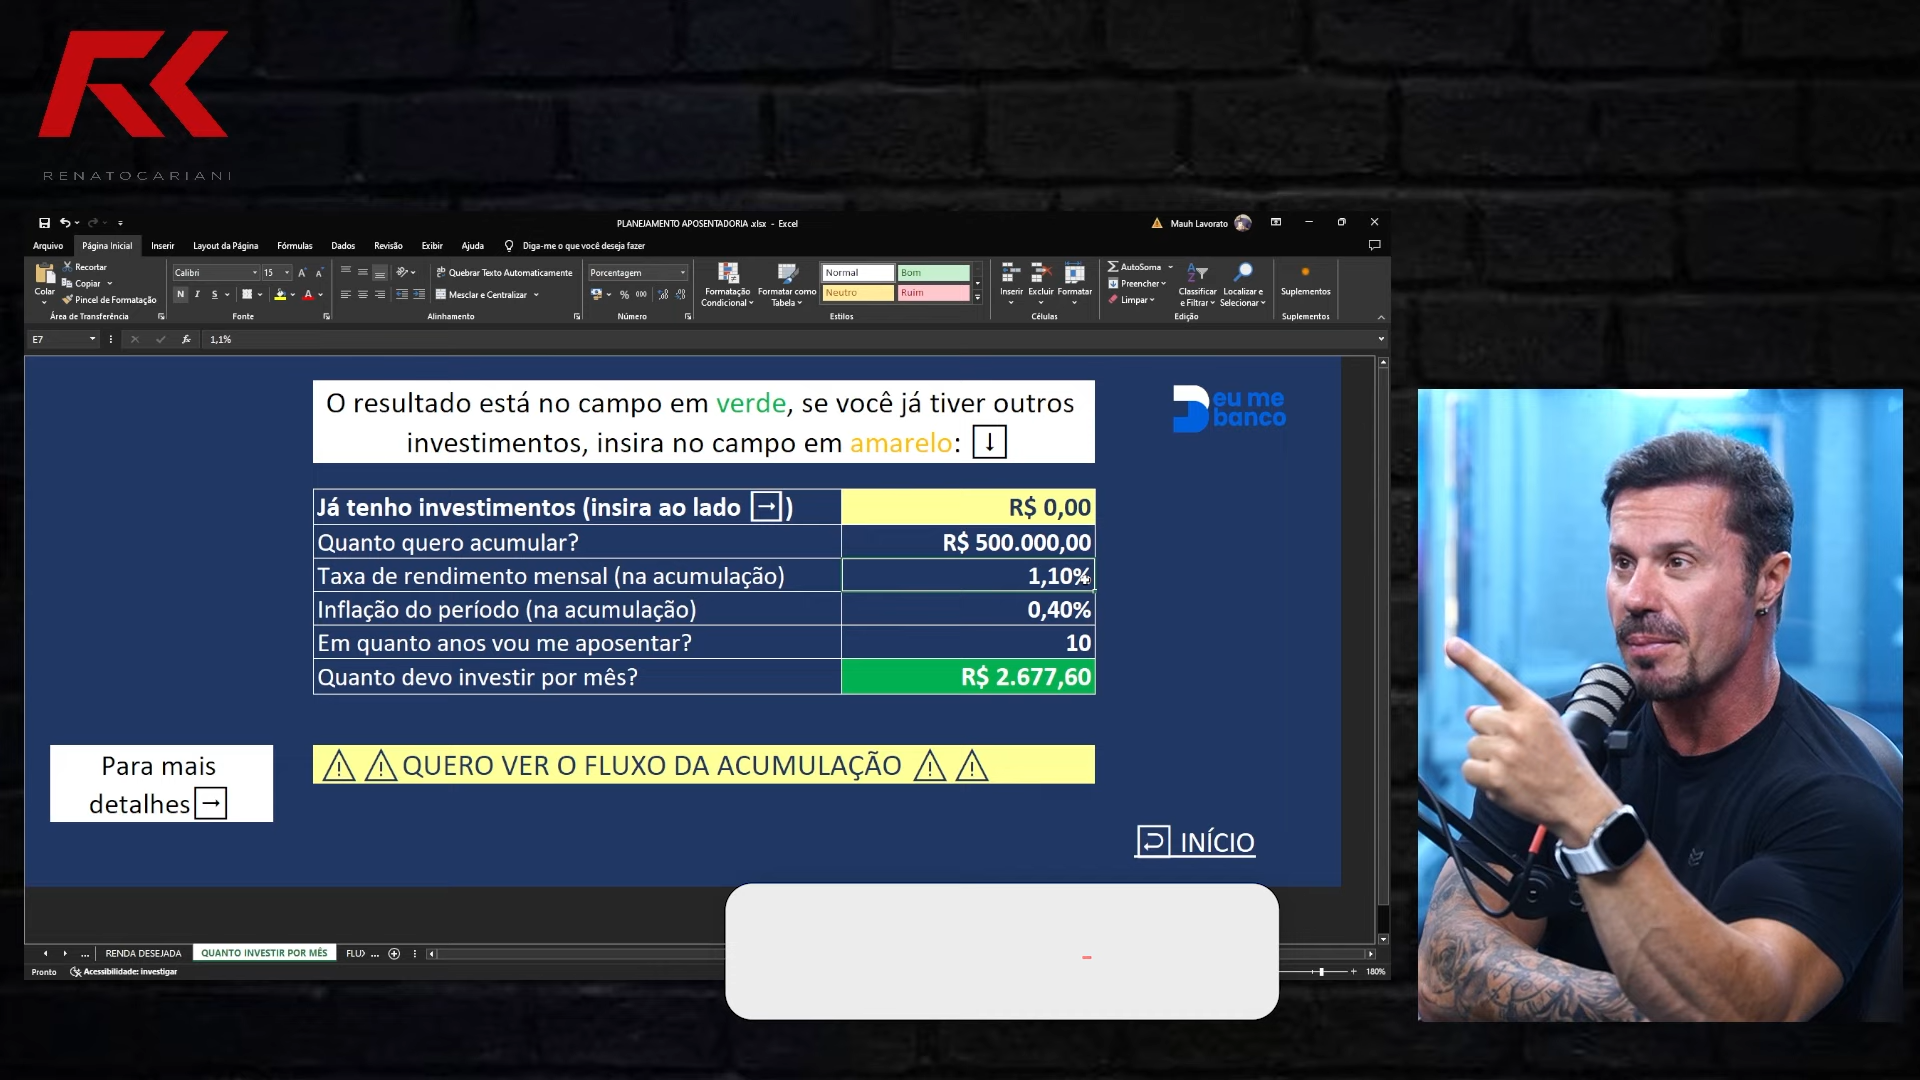 RENATOCARIANI
PLANEJAMENTO APOSENTADORIA .xlsx - Excel
Mauh Lavorato
Arquivo
Página Inicial
Inserir
Layout da Página
Fórmulas
Dados
Revisão
Exibir
Ajuda
Diga-me o que você deseja fazer
Colar
Recortar
Copiar
Pincel de Formatação
Área de Transferência
Calibri
15
N I S
Fonte
Quebrar Texto Automaticamente
Mesclar e Centralizar
Alinhamento
Porcentagem
% 000
Número
Formatação
Condicional
Formatar como
Tabela
Normal
Bom
Neutro
Ruim
Estilos
Inserir
Excluir
Formatar
Células
AutoSoma
Preencher
Limpar
Classificar
e Filtrar
Localizar e
Selecionar
Edição
Suplementos
Suplementos
E7
1,1%
O resultado está no campo em verde, se você já tiver outros
investimentos, insira no campo em amarelo: ↓
eu me
banco
Já tenho investimentos (insira ao lado →) R$ 0,00
Quanto quero acumular? R$ 500.000,00
Taxa de rendimento mensal (na acumulação) 1,10%
Inflação do período (na acumulação) 0,40%
Em quanto anos vou me aposentar? 10
Quanto devo investir por mês? R$ 2.677,60
Para mais
detalhes →
⚠ ⚠ QUERO VER O FLUXO DA ACUMULAÇÃO ⚠ ⚠
INÍCIO
... RENDA DESEJADA
QUANTO INVESTIR POR MÊS
FLUX ...
Pronto
Acessibilidade: investigar
180%